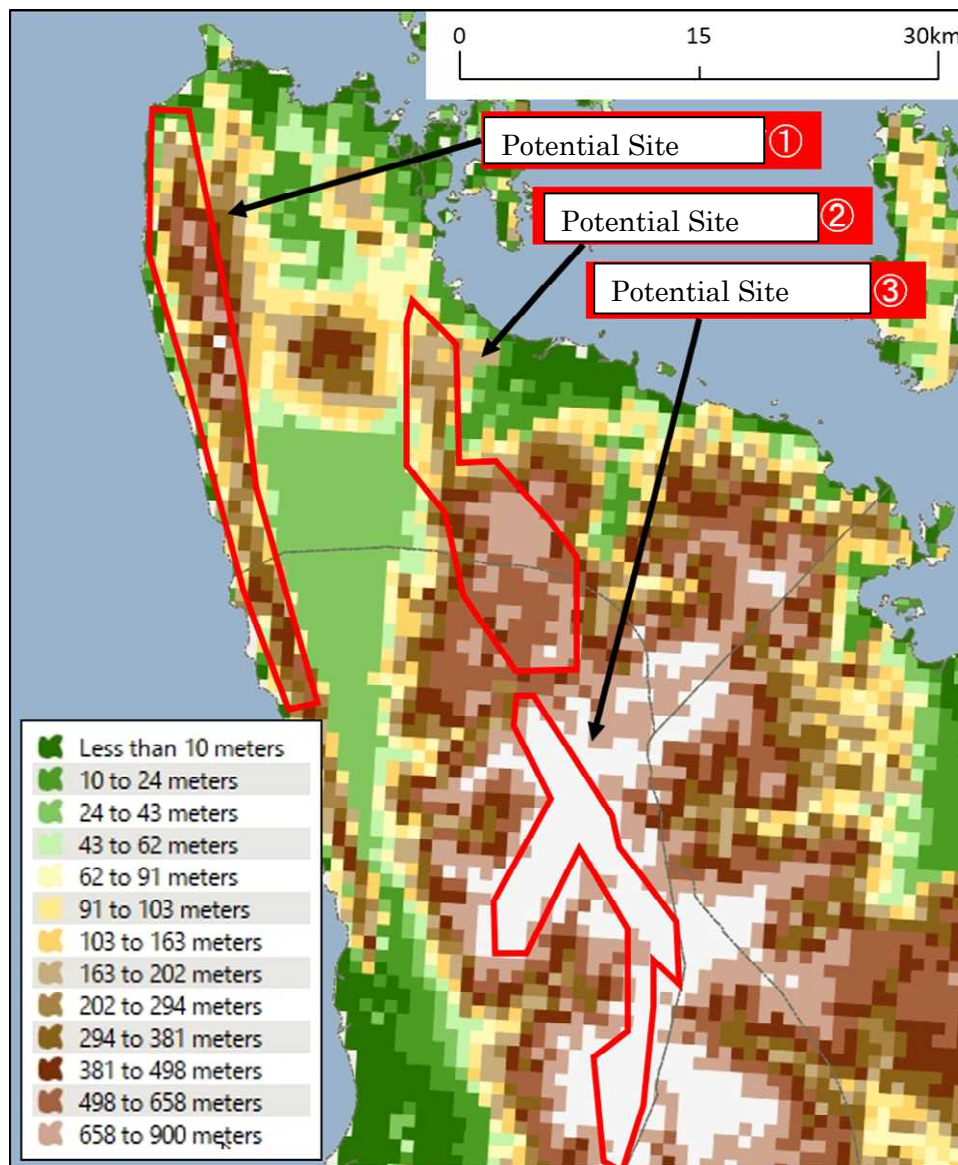 0 15 30km
Potential Site ①
Potential Site ②
Potential Site ③
Less than 10 meters
10 to 24 meters
24 to 43 meters
43 to 62 meters
62 to 91 meters
91 to 103 meters
103 to 163 meters
163 to 202 meters
202 to 294 meters
294 to 381 meters
381 to 498 meters
498 to 658 meters
658 to 900 meters